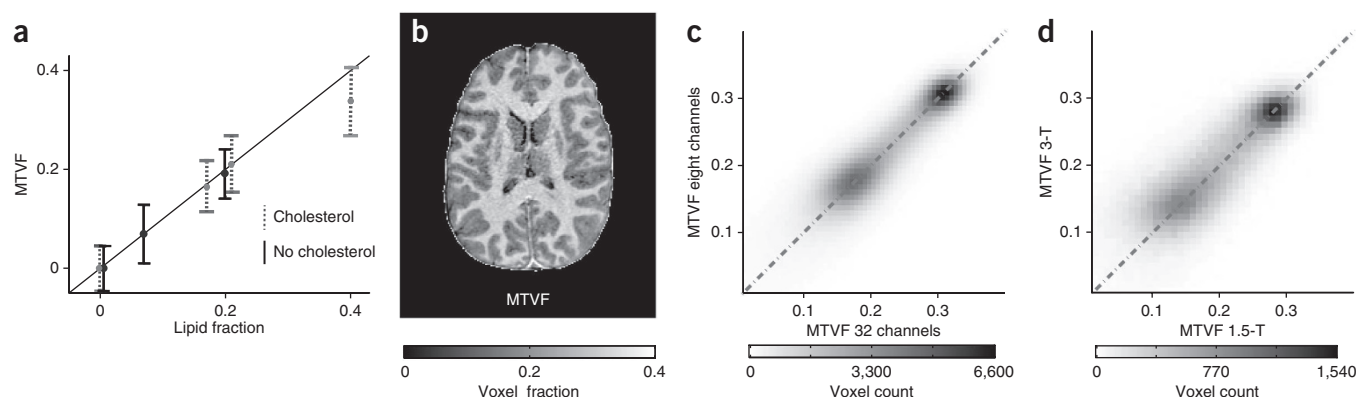 a
MTVF
0.4
0.2
0
0
0.2
0.4
Lipid fraction
Cholesterol
No cholesterol
b
MTVF
0
0.2
0.4
Voxel fraction
c
MTVF eight channels
0.3
0.2
0.1
0.1
0.2
0.3
MTVF 32 channels
0
3,300
6,600
Voxel count
d
MTVF 3-T
0.3
0.2
0.1
0.1
0.2
0.3
MTVF 1.5-T
0
770
1,540
Voxel count